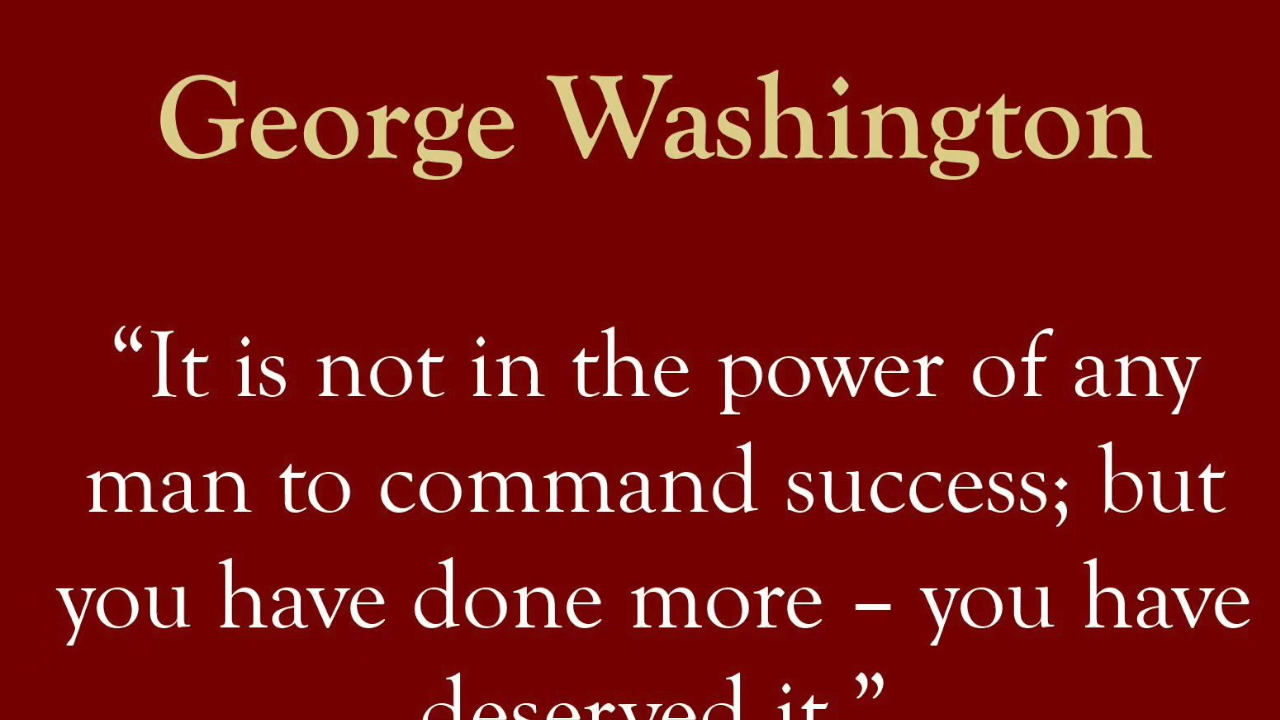 George Washington
“It is not in the power of any
man to command success; but
you have done more – you have
deserved it.”